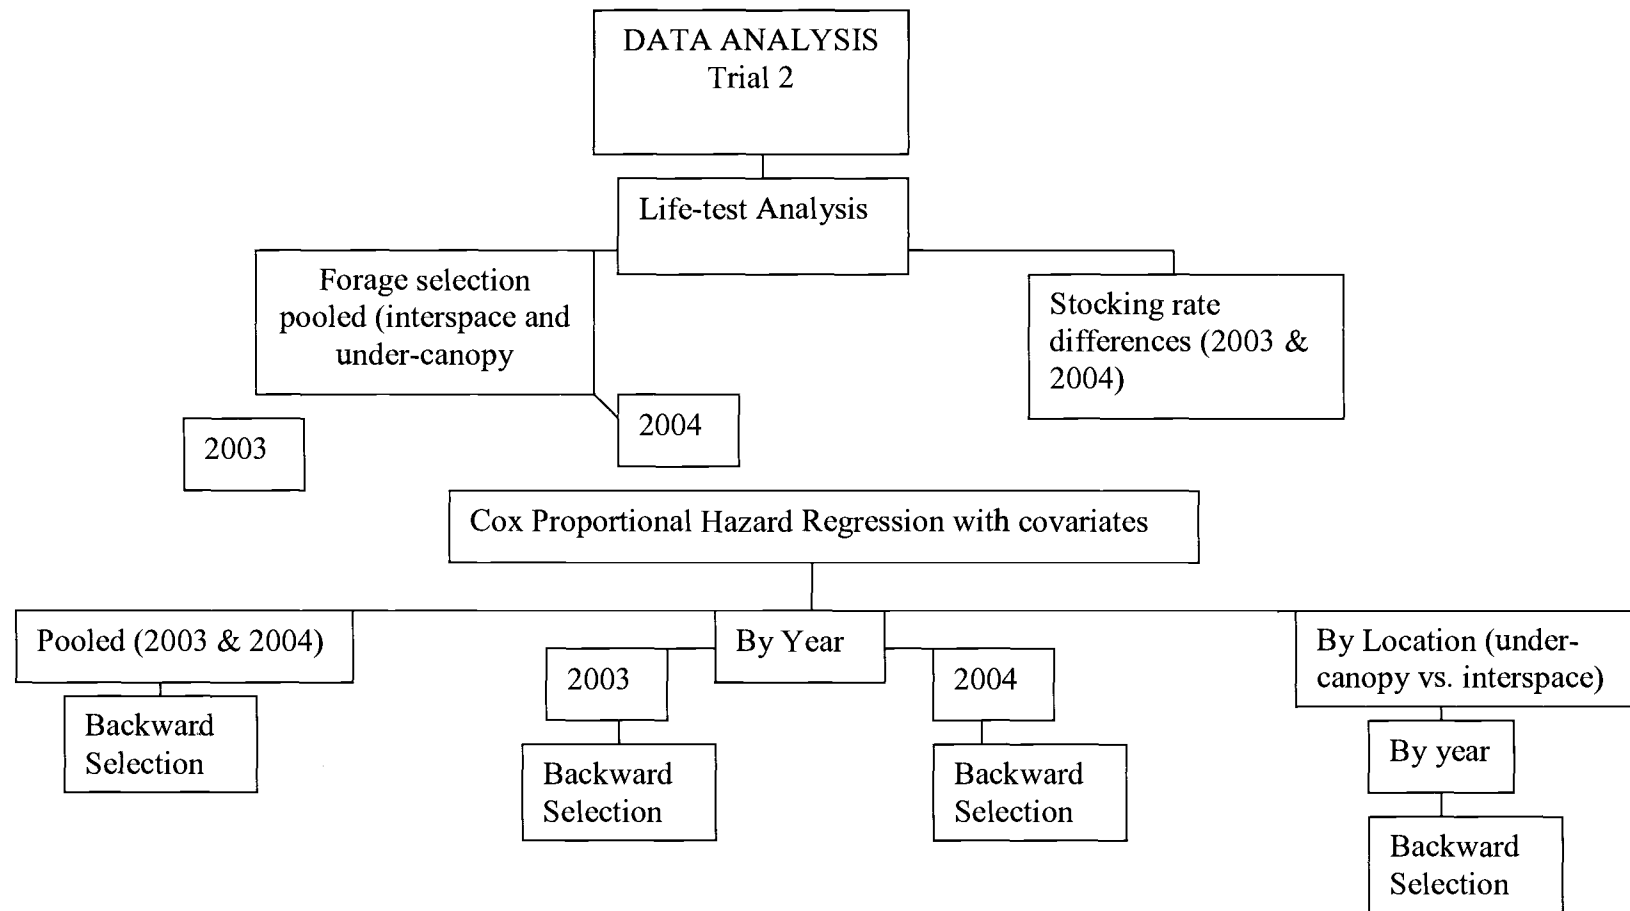 DATA ANALYSIS
Trial 2
Life-test Analysis
Forage selection
pooled (interspace and
under-canopy
Stocking rate
differences (2003 &
2004)
2003
2004
Cox Proportional Hazard Regression with covariates
Pooled (2003 & 2004)
Backward
Selection
By Year
2003
Backward
Selection
2004
Backward
Selection
By Location (under-
canopy vs. interspace)
By year
Backward
Selection